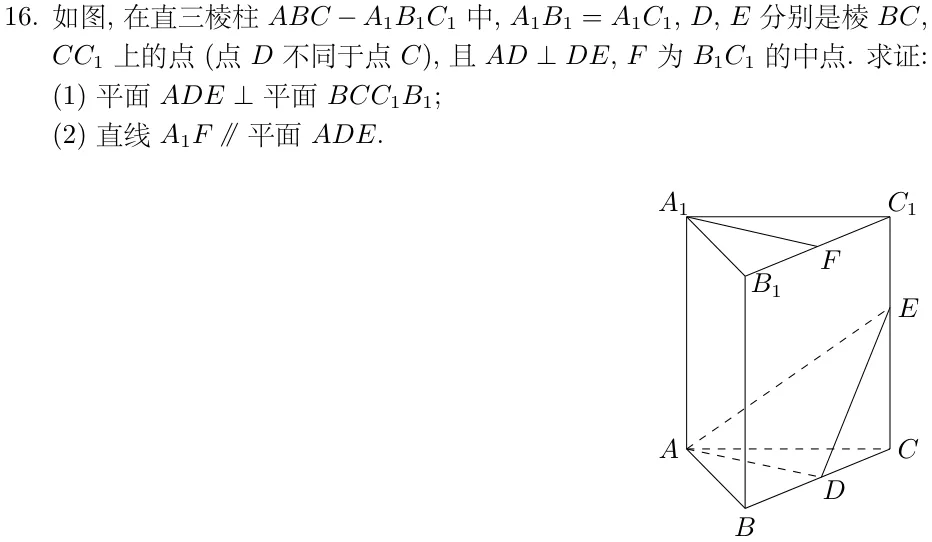 16. 如图, 在直三棱柱 ABC − A₁B₁C₁ 中, A₁B₁ = A₁C₁, D, E 分别是棱 BC,
CC₁ 上的点 (点 D 不同于点 C), 且 AD ⊥ DE, F 为 B₁C₁ 的中点. 求证:
(1) 平面 ADE ⊥ 平面 BCC₁B₁;
(2) 直线 A₁F ∥ 平面 ADE.
A₁
C₁
F
B₁
E
A
C
D
B